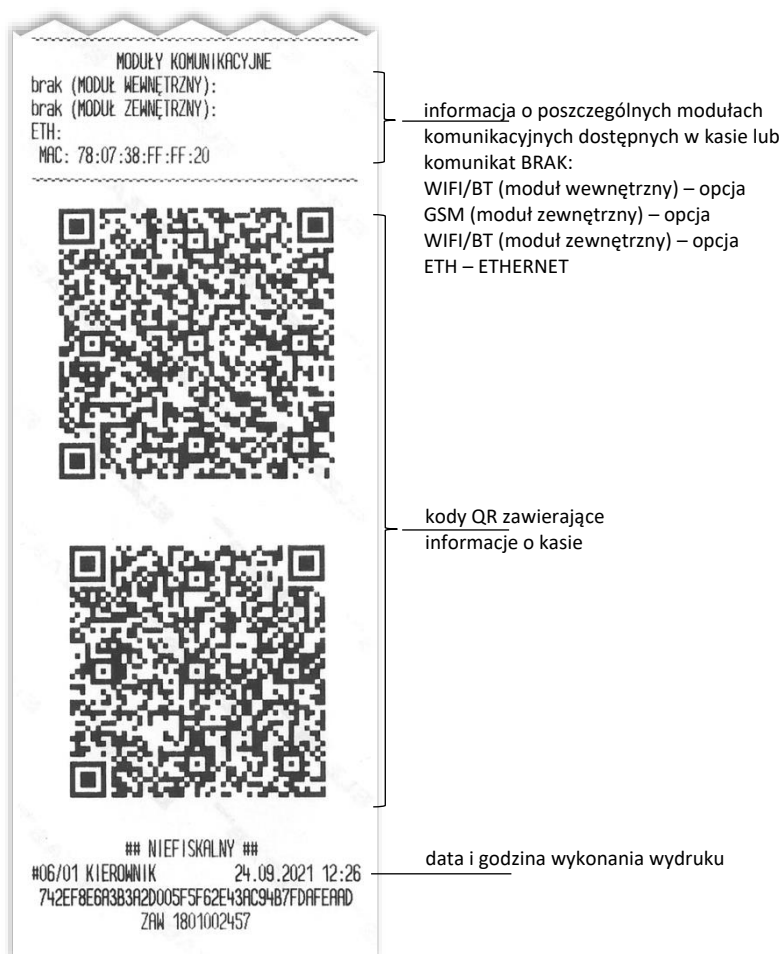 MODUŁY KOMUNIKACYJNE
brak (MODUŁ WEWNĘTRZNY):
brak (MODUŁ ZEWNĘTRZNY):
ETH:
MAC: 78:07:38:FF:FF:20
informacja o poszczególnych modułach
komunikacyjnych dostępnych w kasie lub
komunikat BRAK:
WIFI/BT (moduł wewnętrzny) – opcja
GSM (moduł zewnętrzny) – opcja
WIFI/BT (moduł zewnętrzny) – opcja
ETH – ETHERNET
kody QR zawierające
informacje o kasie
## NIEFISKALNY ##
#06/01 KIEROWNIK 24.09.2021 12:26
742EF8E6A3B3A2D005F5F62E43AC94B7FDAFEAAD
ZAW 1801002457
data i godzina wykonania wydruku